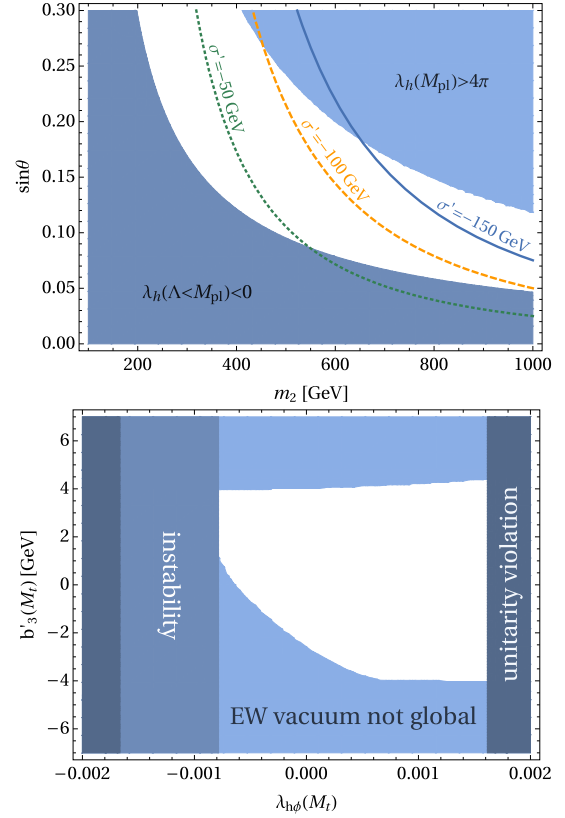 0.30
0.25
0.20
0.15
0.10
0.05
0.00
sinθ
σ'=−50 GeV
σ'=−100 GeV
σ'=−150 GeV
λh(Mpl)>4π
λh(Λ<Mpl)<0
200 400 600 800 1000
m2 [GeV]
6
4
2
0
−2
−4
−6
b'3(Mt) [GeV]
instability
unitarity violation
EW vacuum not global
−0.002 −0.001 0.000 0.001 0.002
λhϕ(Mt)